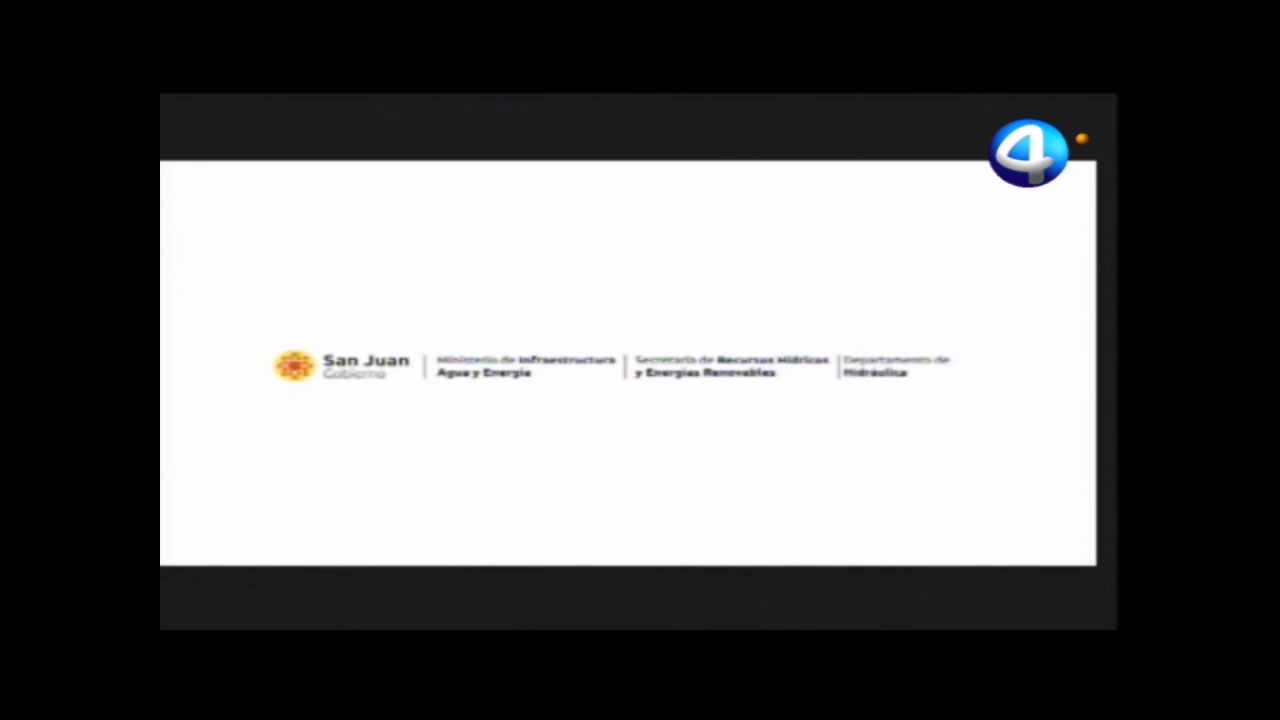 4
San Juan
Gobierno
Ministerio de Infraestructura
Agua y Energía
Secretaría de Recursos Hídricos
y Energías Renovables
Departamento de
Hidráulica